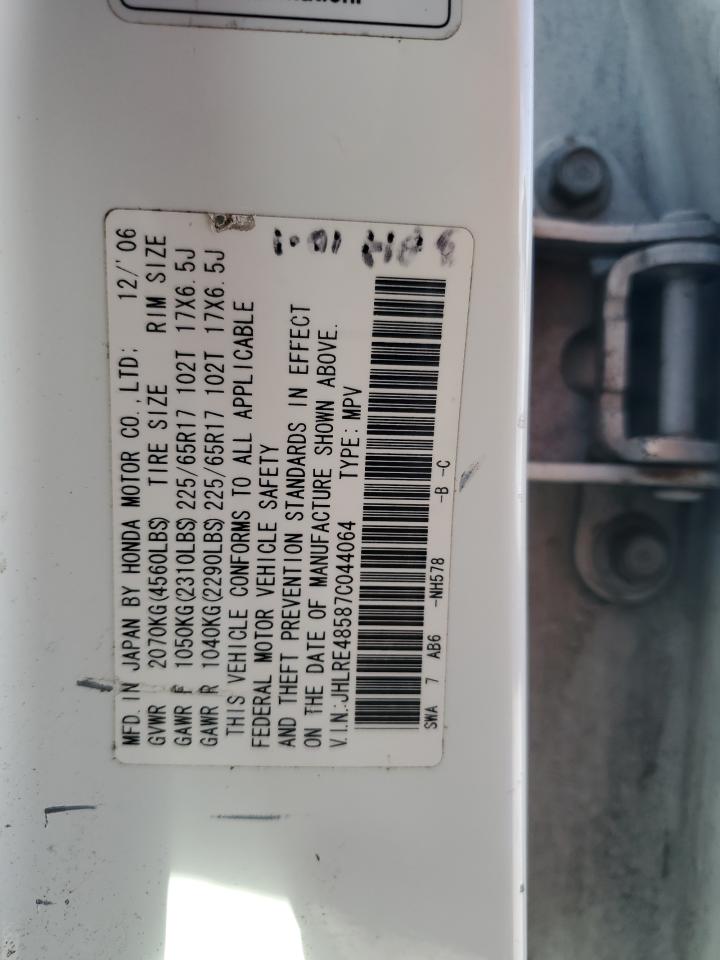 MFD. IN JAPAN BY HONDA MOTOR CO., LTD: 12/'06
GVWR 2070KG(4560LBS) TIRE SIZE RIM SIZE
GAWR F 1050KG(2310LBS) 225/65R17 102T 17X6.5J
GAWR R 1040KG(2290LBS) 225/65R17 102T 17X6.5J
THIS VEHICLE CONFORMS TO ALL APPLICABLE
FEDERAL MOTOR VEHICLE SAFETY
AND THEFT PREVENTION STANDARDS IN EFFECT
ON THE DATE OF MANUFACTURE SHOWN ABOVE.
V.I.N.:JHLRE48587C044064 TYPE: MPV
SWA 7 AB6 -NH578 -B -C